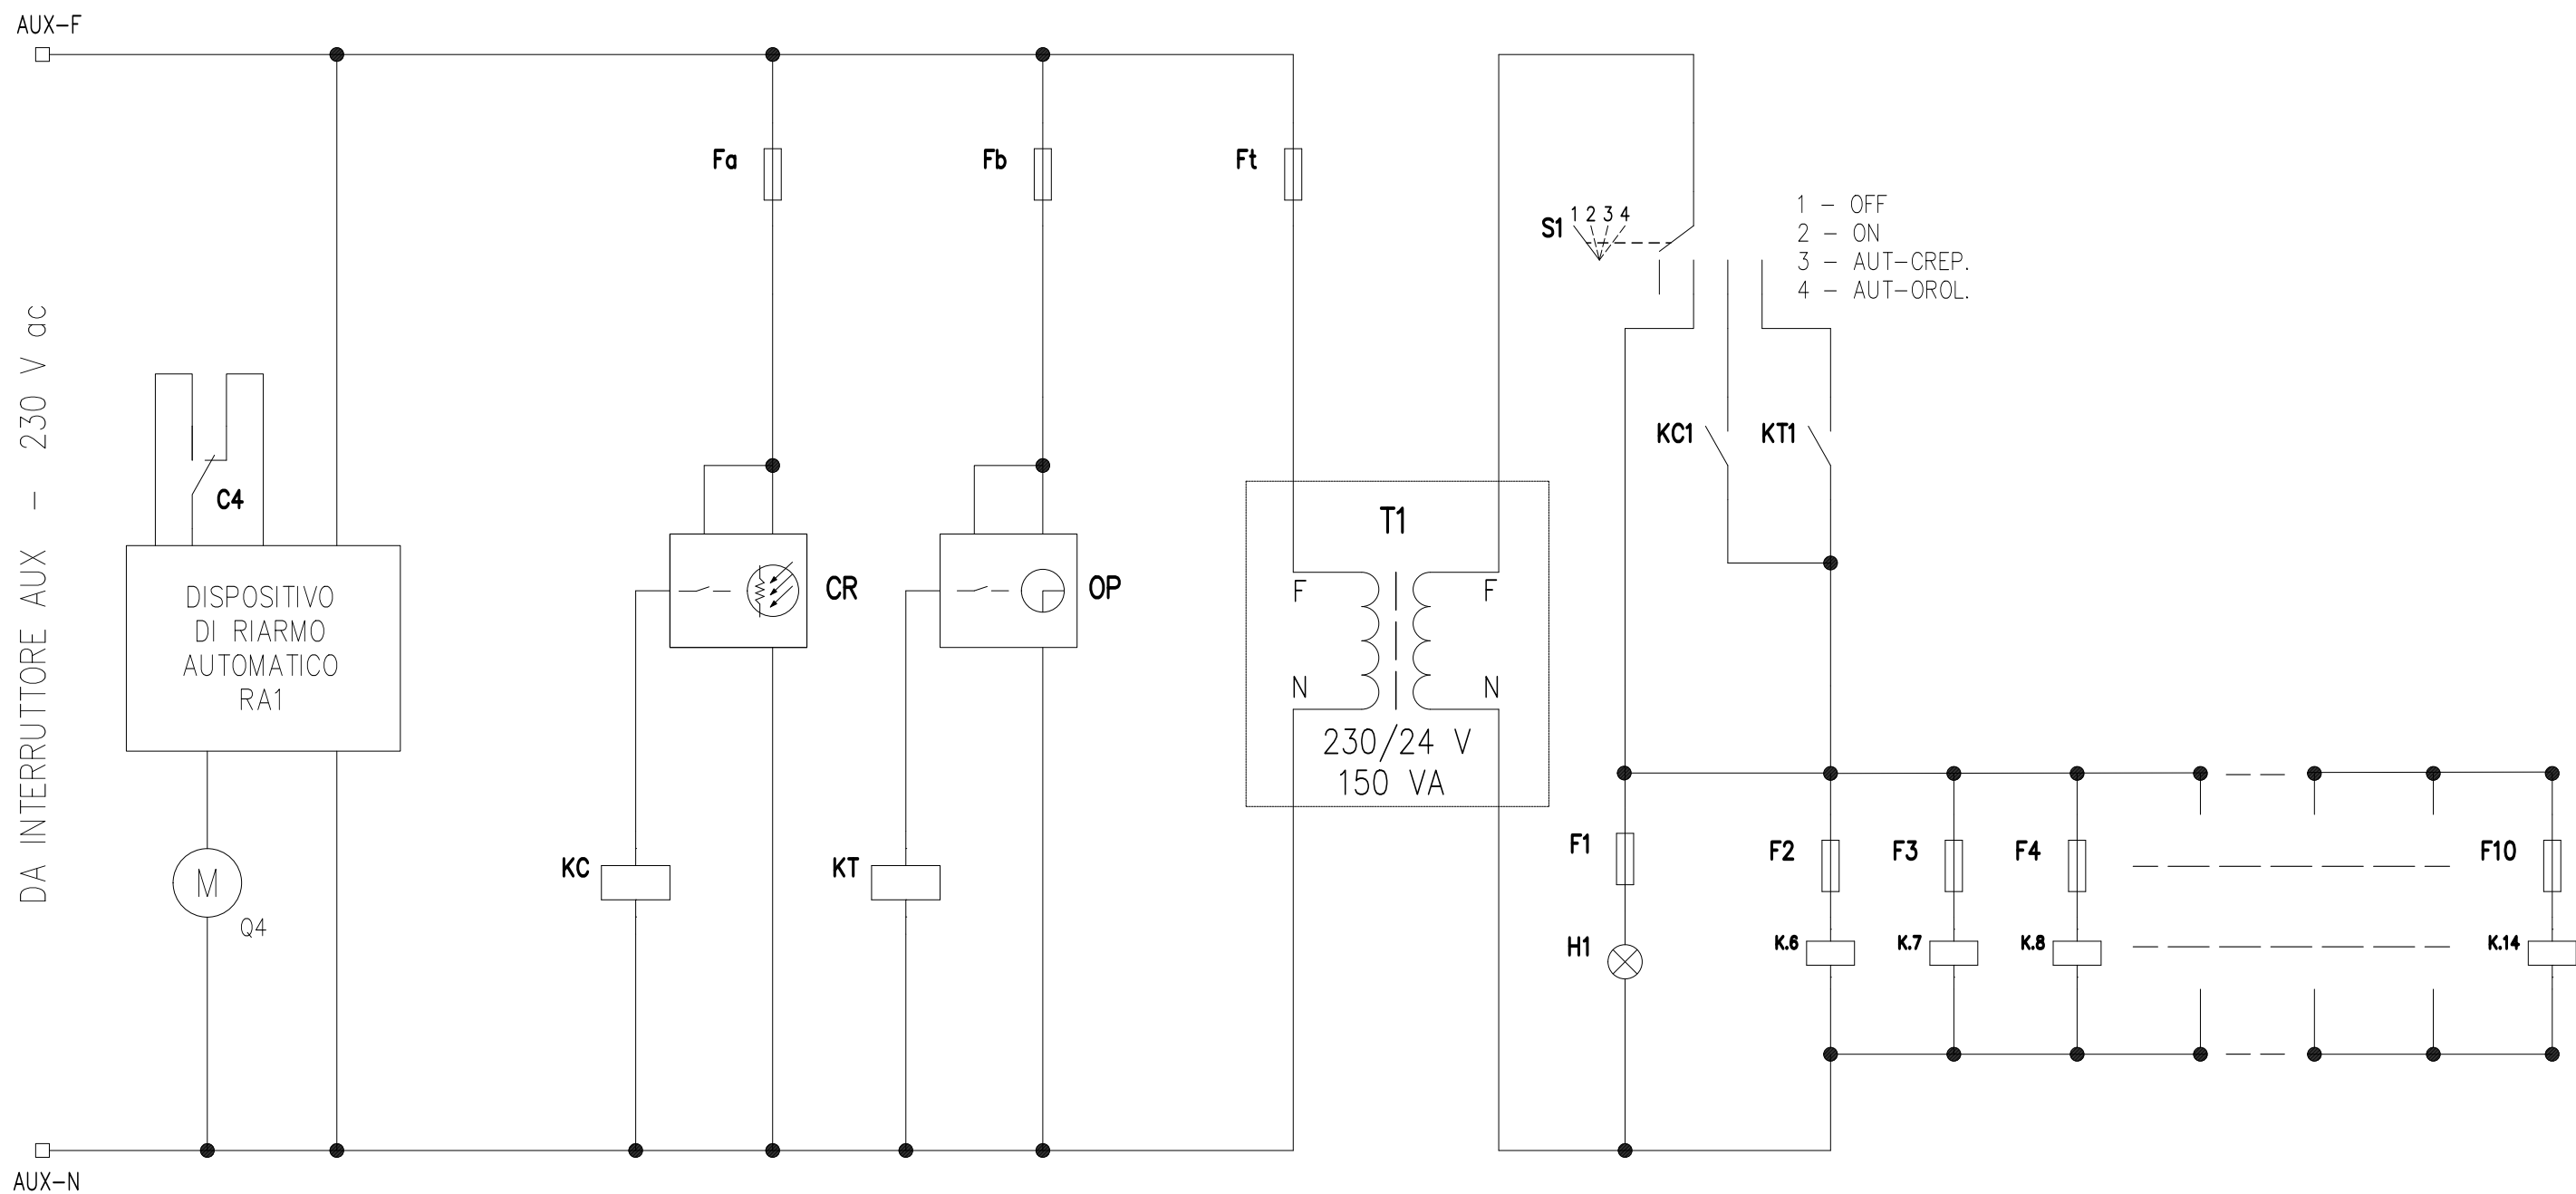 AUX-F
DA INTERRUTTORE AUX - 230 V ac
C4
DISPOSITIVO
DI RIARMO
AUTOMATICO
RA1
M
Q4
Fa
CR
KC
Fb
OP
KT
Ft
T1
F F
N N
230/24 V
150 VA
S1
1 2 3 4
1 - OFF
2 - ON
3 - AUT-CREP.
4 - AUT-OROL.
KC1
KT1
F1
F2
F3
F4
F10
H1
K.6
K.7
K.8
K.14
AUX-N